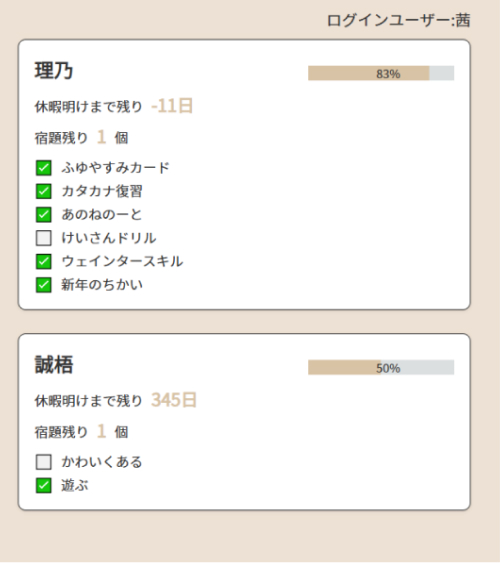 ログインユーザー:茜
理乃
83%
休暇明けまで残り -11日
宿題残り 1 個
ふゆやすみカード
カタカナ復習
あのねのーと
けいさんドリル
ウェインタースキル
新年のちかい
誠梧
50%
休暇明けまで残り 345日
宿題残り 1 個
かわいくある
遊ぶ